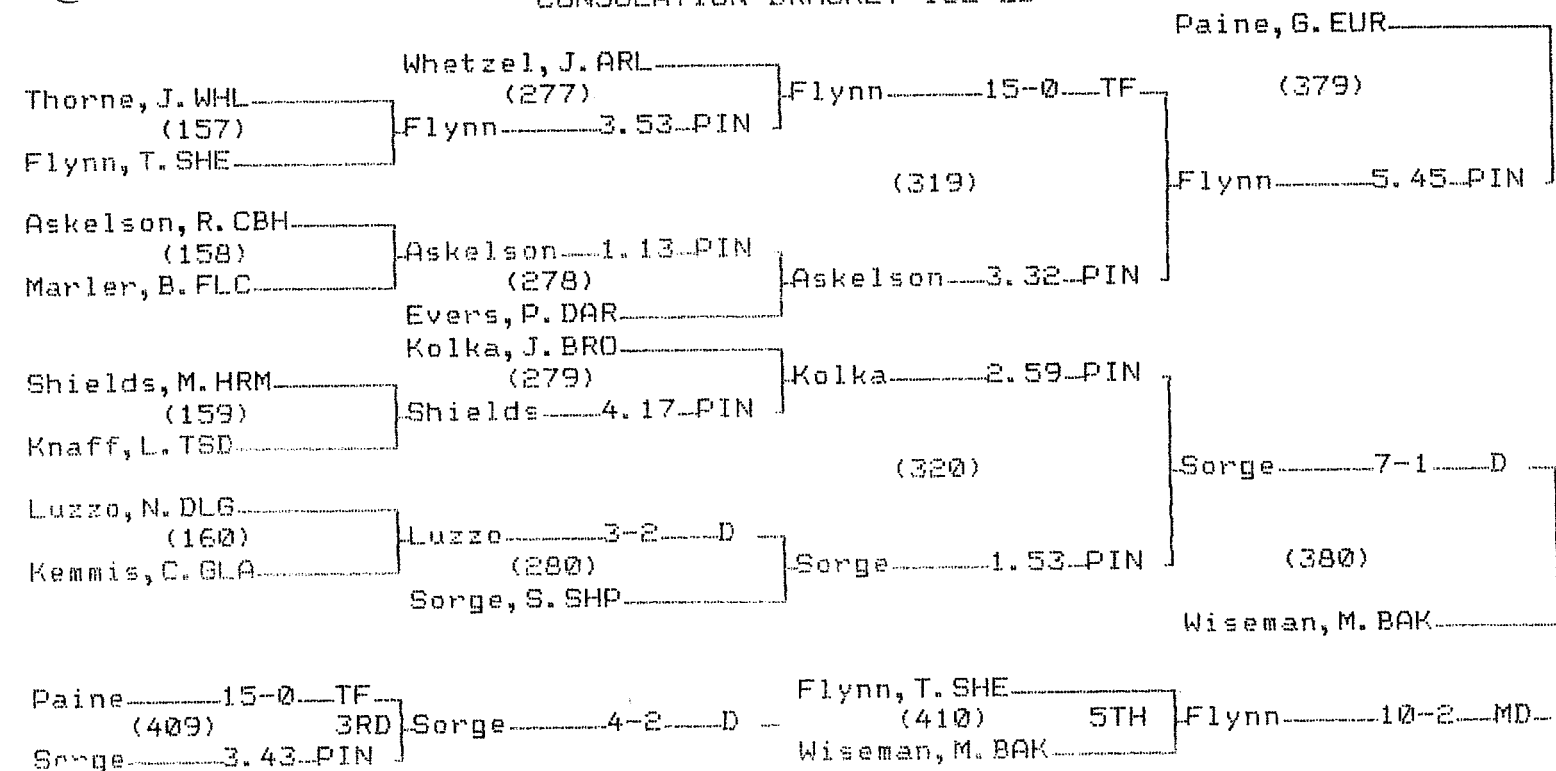 CONSOLATION BRACKET
Paine, G. EUR
Whetzel, J. ARL
Thorne, J. WHL (277) Flynn 15-0 TF (379)
(157) Flynn 3.53 PIN
Flynn, T. SHE
(319) Flynn 5.45 PIN
Askelson, R. CBH
(158) Askelson 1.13 PIN
Marler, B. FLC (278) Askelson 3.32 PIN
Evers, P. DAR
Kolka, J. BRO
Shields, M. HRM (279) Kolka 2.59 PIN
(159) Shields 4.17 PIN
Knaff, L. TSD
(320) Sorge 7-1 D
Luzzo, N. DLG
(160) Luzzo 3-2 D
Kemmis, C. GLA (280) Sorge 1.53 PIN (380)
Sorge, S. SHP
Wiseman, M. BAK
Paine 15-0 TF Flynn, T. SHE
(409) 3RD Sorge 4-2 D (410) 5TH Flynn 10-2 MD
Sorge 3.43 PIN Wiseman, M. BAK